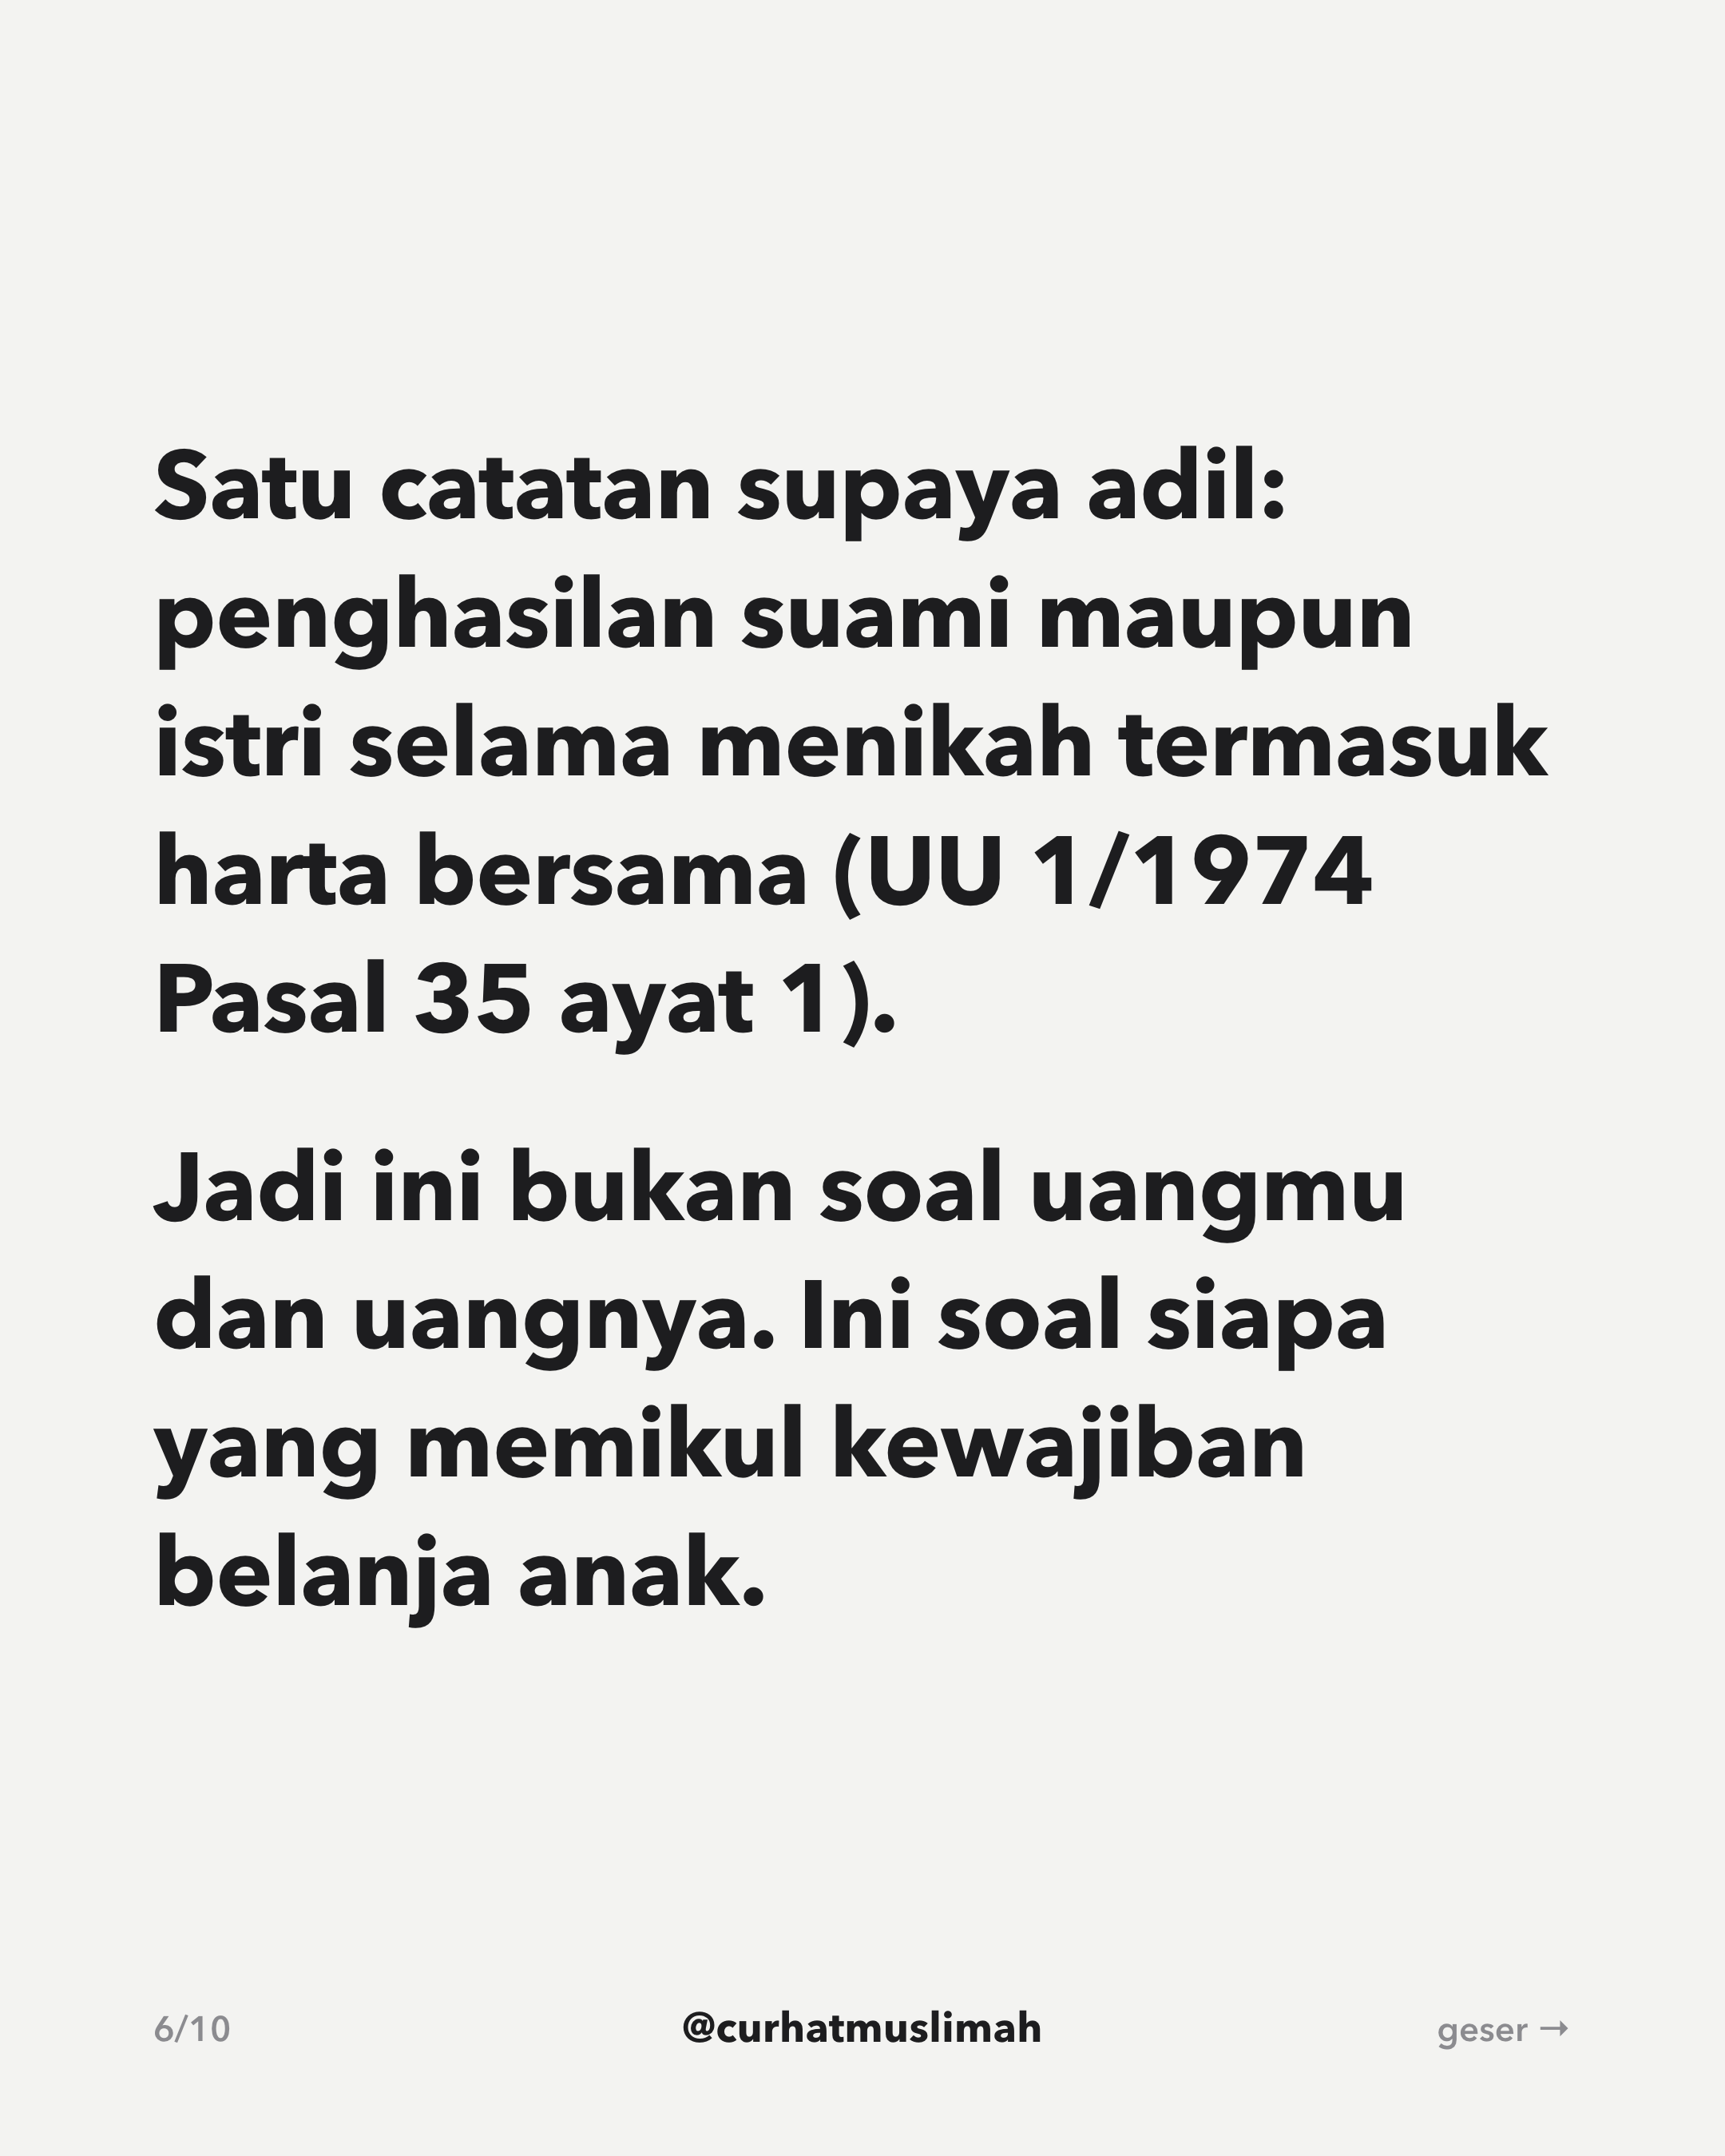 Satu catatan supaya adil:
penghasilan suami maupun
istri selama menikah termasuk
harta bersama (UU 1/1974
Pasal 35 ayat 1).
Jadi ini bukan soal uangmu
dan uangnya. Ini soal siapa
yang memikul kewajiban
belanja anak.
6/10
@curhatmuslimah
geser →